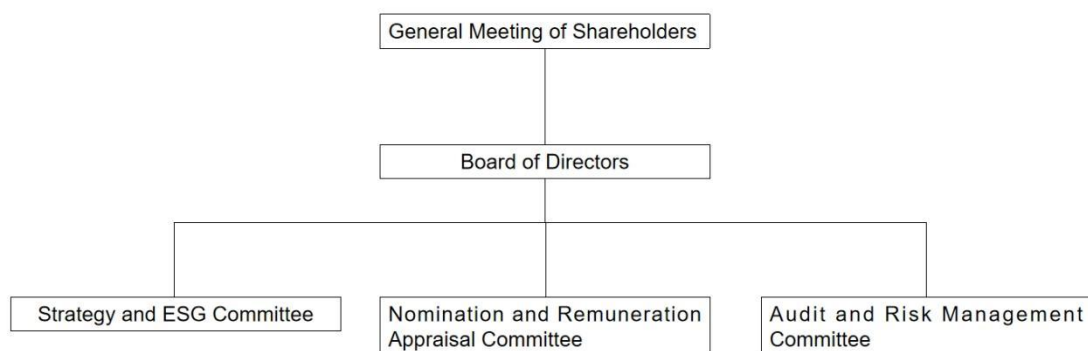 General Meeting of Shareholders
Board of Directors
Strategy and ESG Committee
Nomination and Remuneration
Appraisal Committee
Audit and Risk Management
Committee